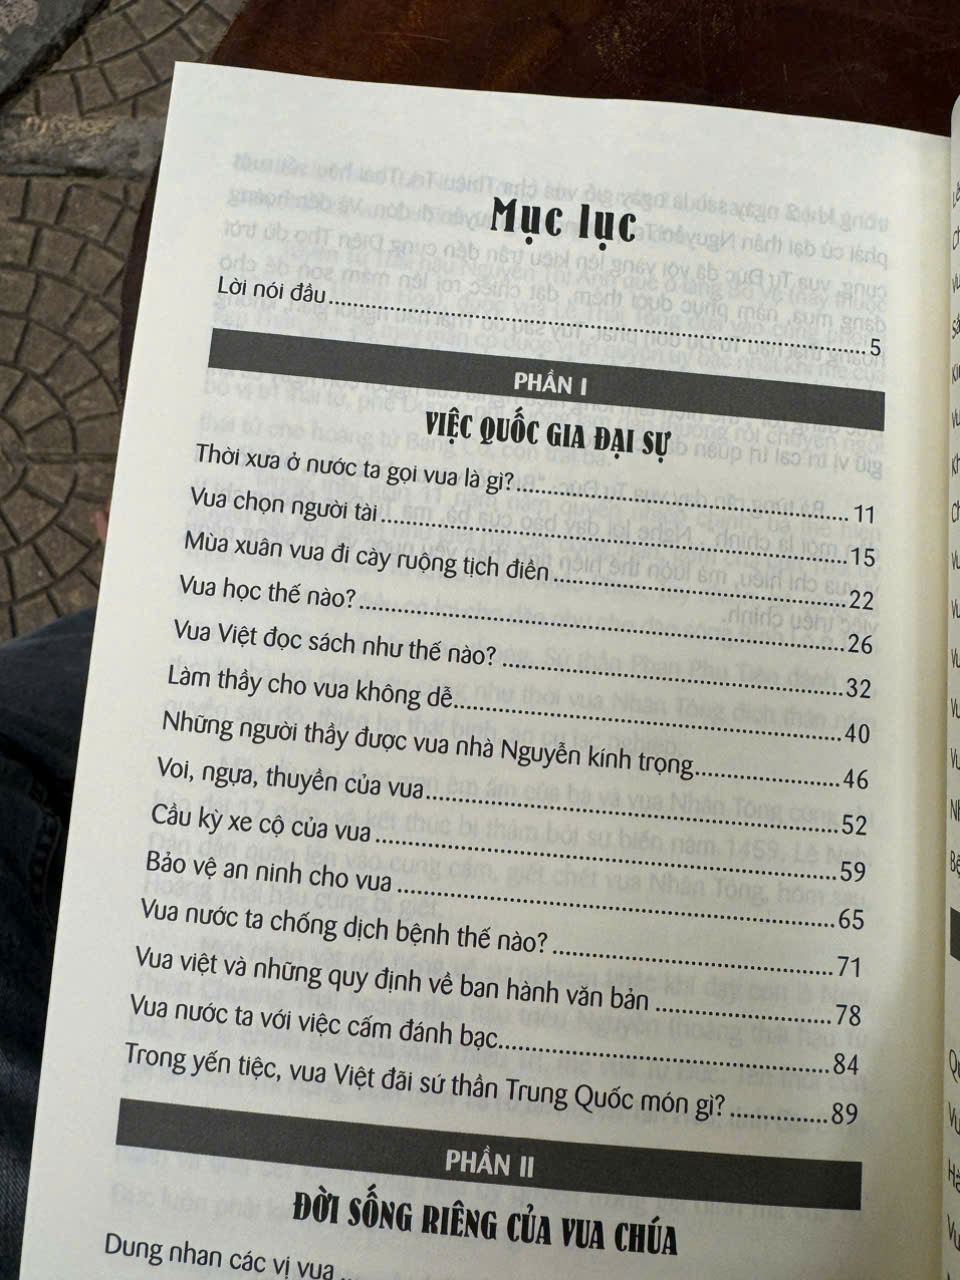 Mục lục
Lời nói đầu.....5
PHẦN I
VIỆC QUỐC GIA ĐẠI SỰ
Thời xưa ở nước ta gọi vua là gì?.....11
Vua chọn người tài.....15
Mùa xuân vua đi cày ruộng tịch điền.....22
Vua học thế nào?.....26
Vua Việt đọc sách như thế nào?.....32
Làm thầy cho vua không dễ.....40
Những người thầy được vua nhà Nguyễn kính trọng.....46
Voi, ngựa, thuyền của vua.....52
Cầu kỳ xe cộ của vua.....59
Bảo vệ an ninh cho vua.....65
Vua nước ta chống dịch bệnh thế nào?.....71
Vua việt và những quy định về ban hành văn bản.....78
Vua nước ta với việc cấm đánh bạc.....84
Trong yến tiệc, vua Việt đãi sứ thần Trung Quốc món gì?.....89
PHẦN II
ĐỜI SỐNG RIÊNG CỦA VUA CHÚA
Dung nhan các vị vua